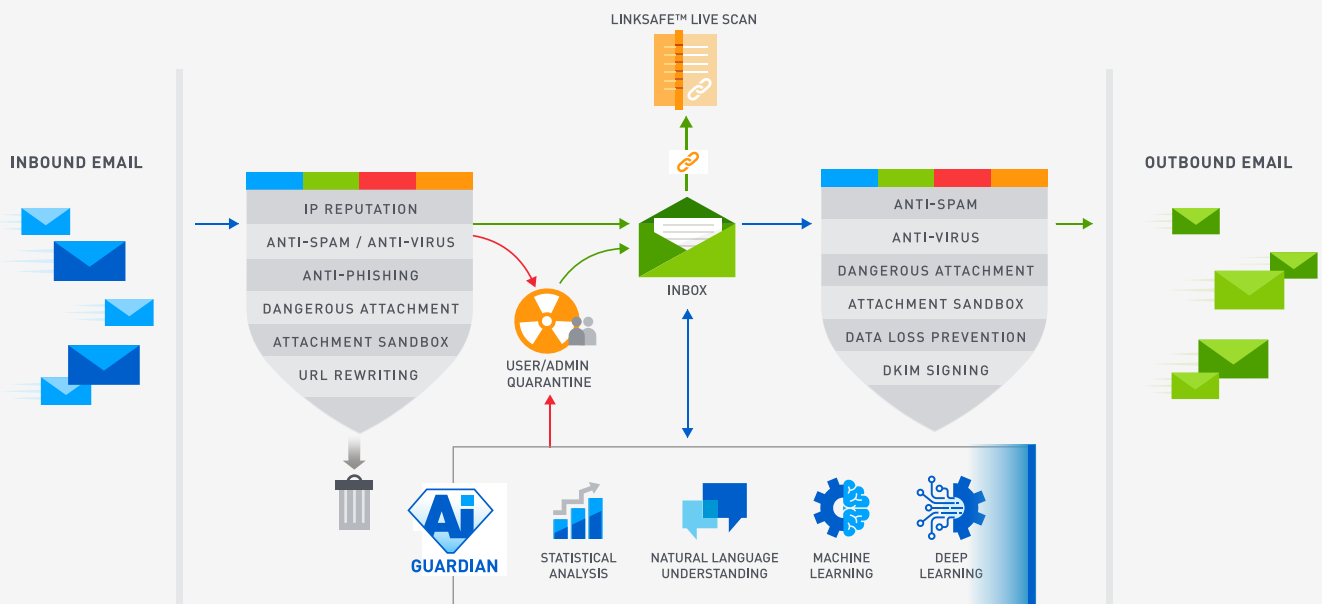 LINKSAFE™ LIVE SCAN
INBOUND EMAIL
OUTBOUND EMAIL
IP REPUTATION
ANTI-SPAM / ANTI-VIRUS
ANTI-PHISHING
DANGEROUS ATTACHMENT
ATTACHMENT SANDBOX
URL REWRITING
INBOX
USER/ADMIN
QUARANTINE
ANTI-SPAM
ANTI-VIRUS
DANGEROUS ATTACHMENT
ATTACHMENT SANDBOX
DATA LOSS PREVENTION
DKIM SIGNING
Ai
GUARDIAN
STATISTICAL
ANALYSIS
NATURAL LANGUAGE
UNDERSTANDING
MACHINE
LEARNING
DEEP
LEARNING